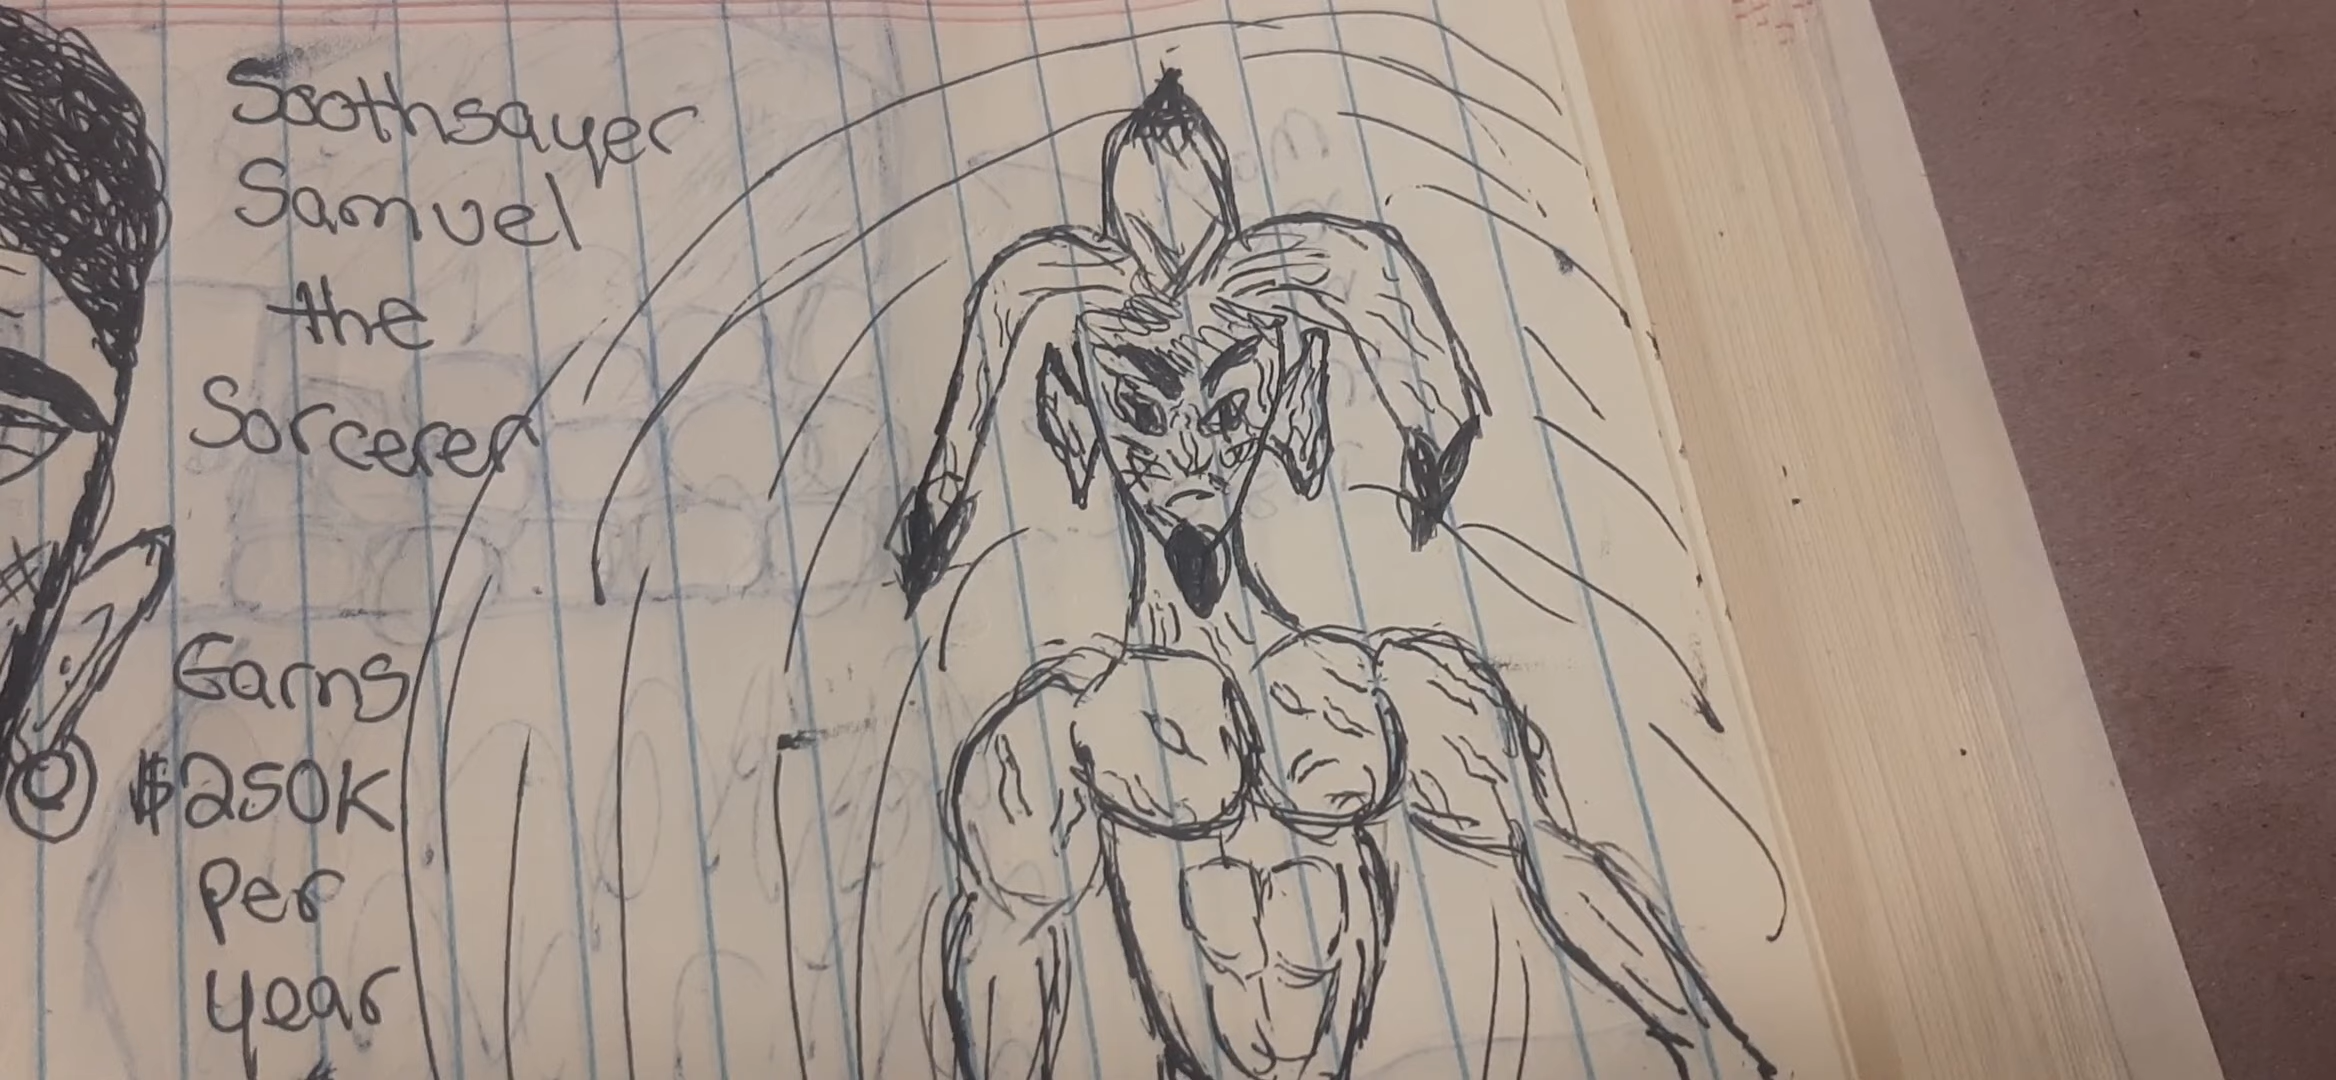 Soothsayer
Samuel
the
Sorcerer
Earns
$250K
Per
year